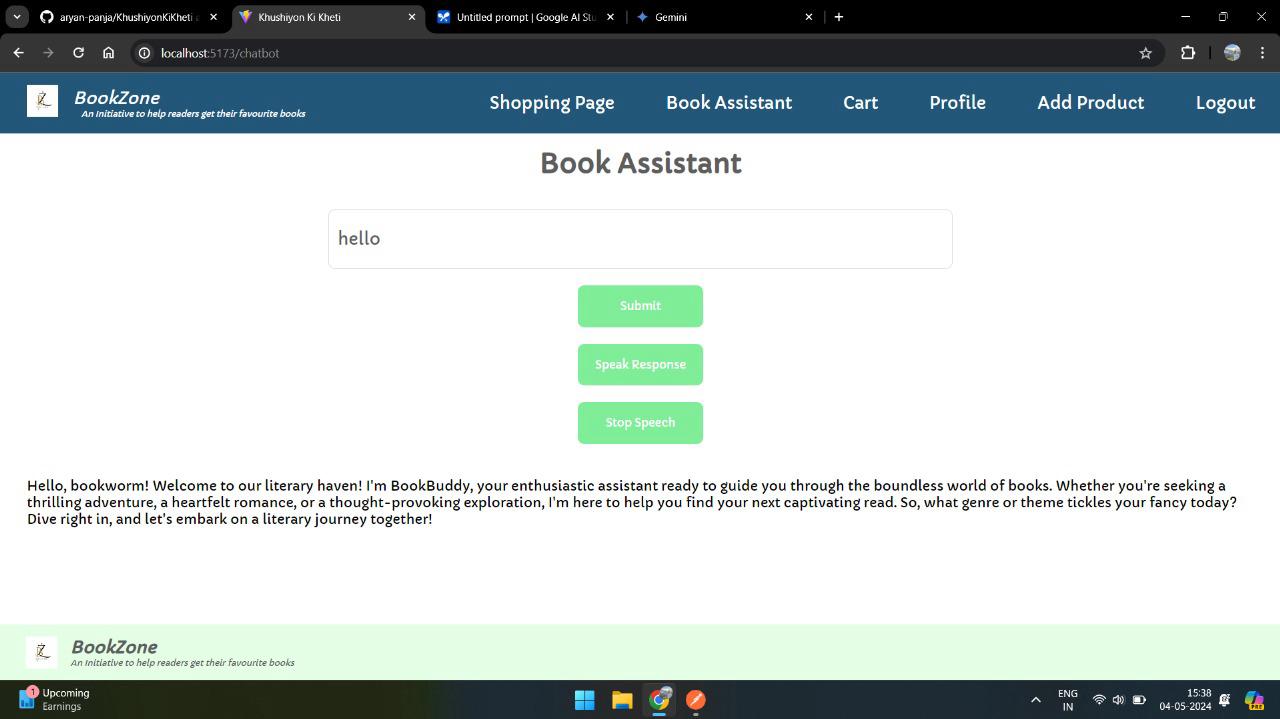 aryan-panja/KhushiyonKiKheti a
Khushiyon Ki Kheti
Untitled prompt | Google AI Stu
Gemini
localhost:5173/chatbot
BookZone
An Initiative to help readers get their favourite books
Shopping Page
Book Assistant
Cart
Profile
Add Product
Logout
Book Assistant
hello
Submit
Speak Response
Stop Speech
Hello, bookworm! Welcome to our literary haven! I'm BookBuddy, your enthusiastic assistant ready to guide you through the boundless world of books. Whether you're seeking a
thrilling adventure, a heartfelt romance, or a thought-provoking exploration, I'm here to help you find your next captivating read. So, what genre or theme tickles your fancy today?
Dive right in, and let's embark on a literary journey together!
BookZone
An Initiative to help readers get their favourite books
1
Upcoming
Earnings
ENG
IN
15:38
04-05-2024
PRE